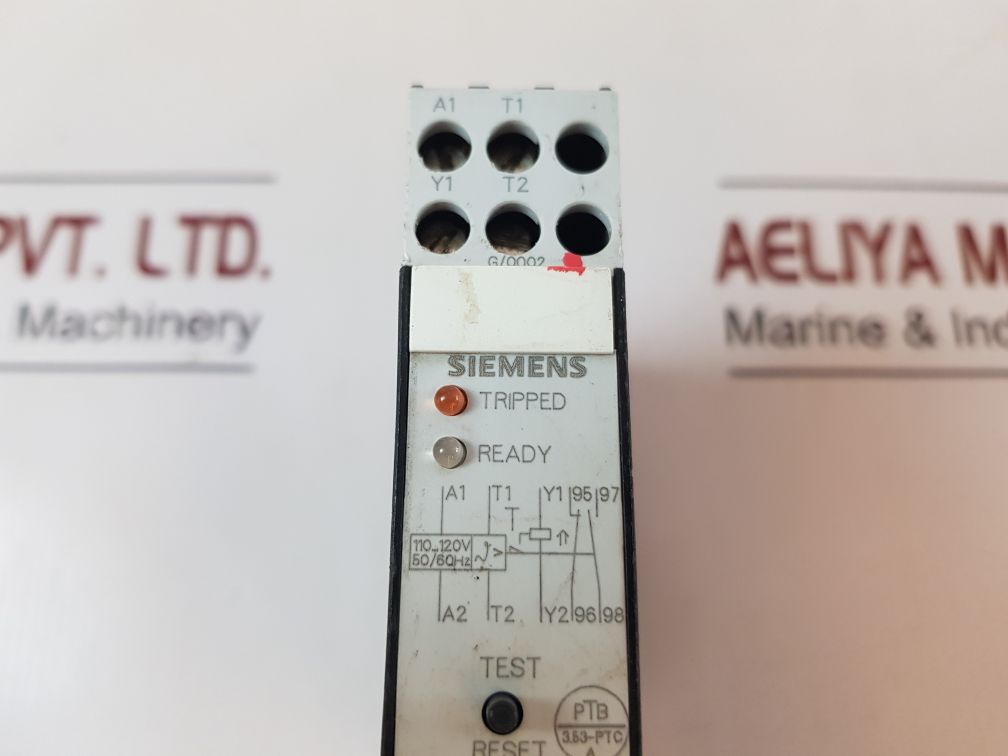 A1 T1
Y1 T2
G/0002
PVT. LTD.
Machinery
AELIYA M
Marine & Ind
SIEMENS
TRIPPED
READY
A1 T1 Y1 95 97
T
110...120V
50/60Hz
A2 T2 Y2 96 98
TEST
RESET
PTB
3.53-PTC
A